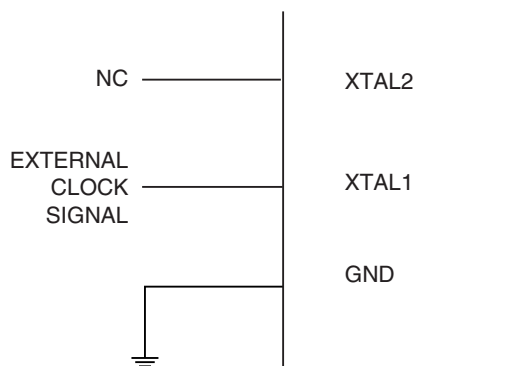 NC
XTAL2
EXTERNAL
CLOCK
SIGNAL
XTAL1
GND